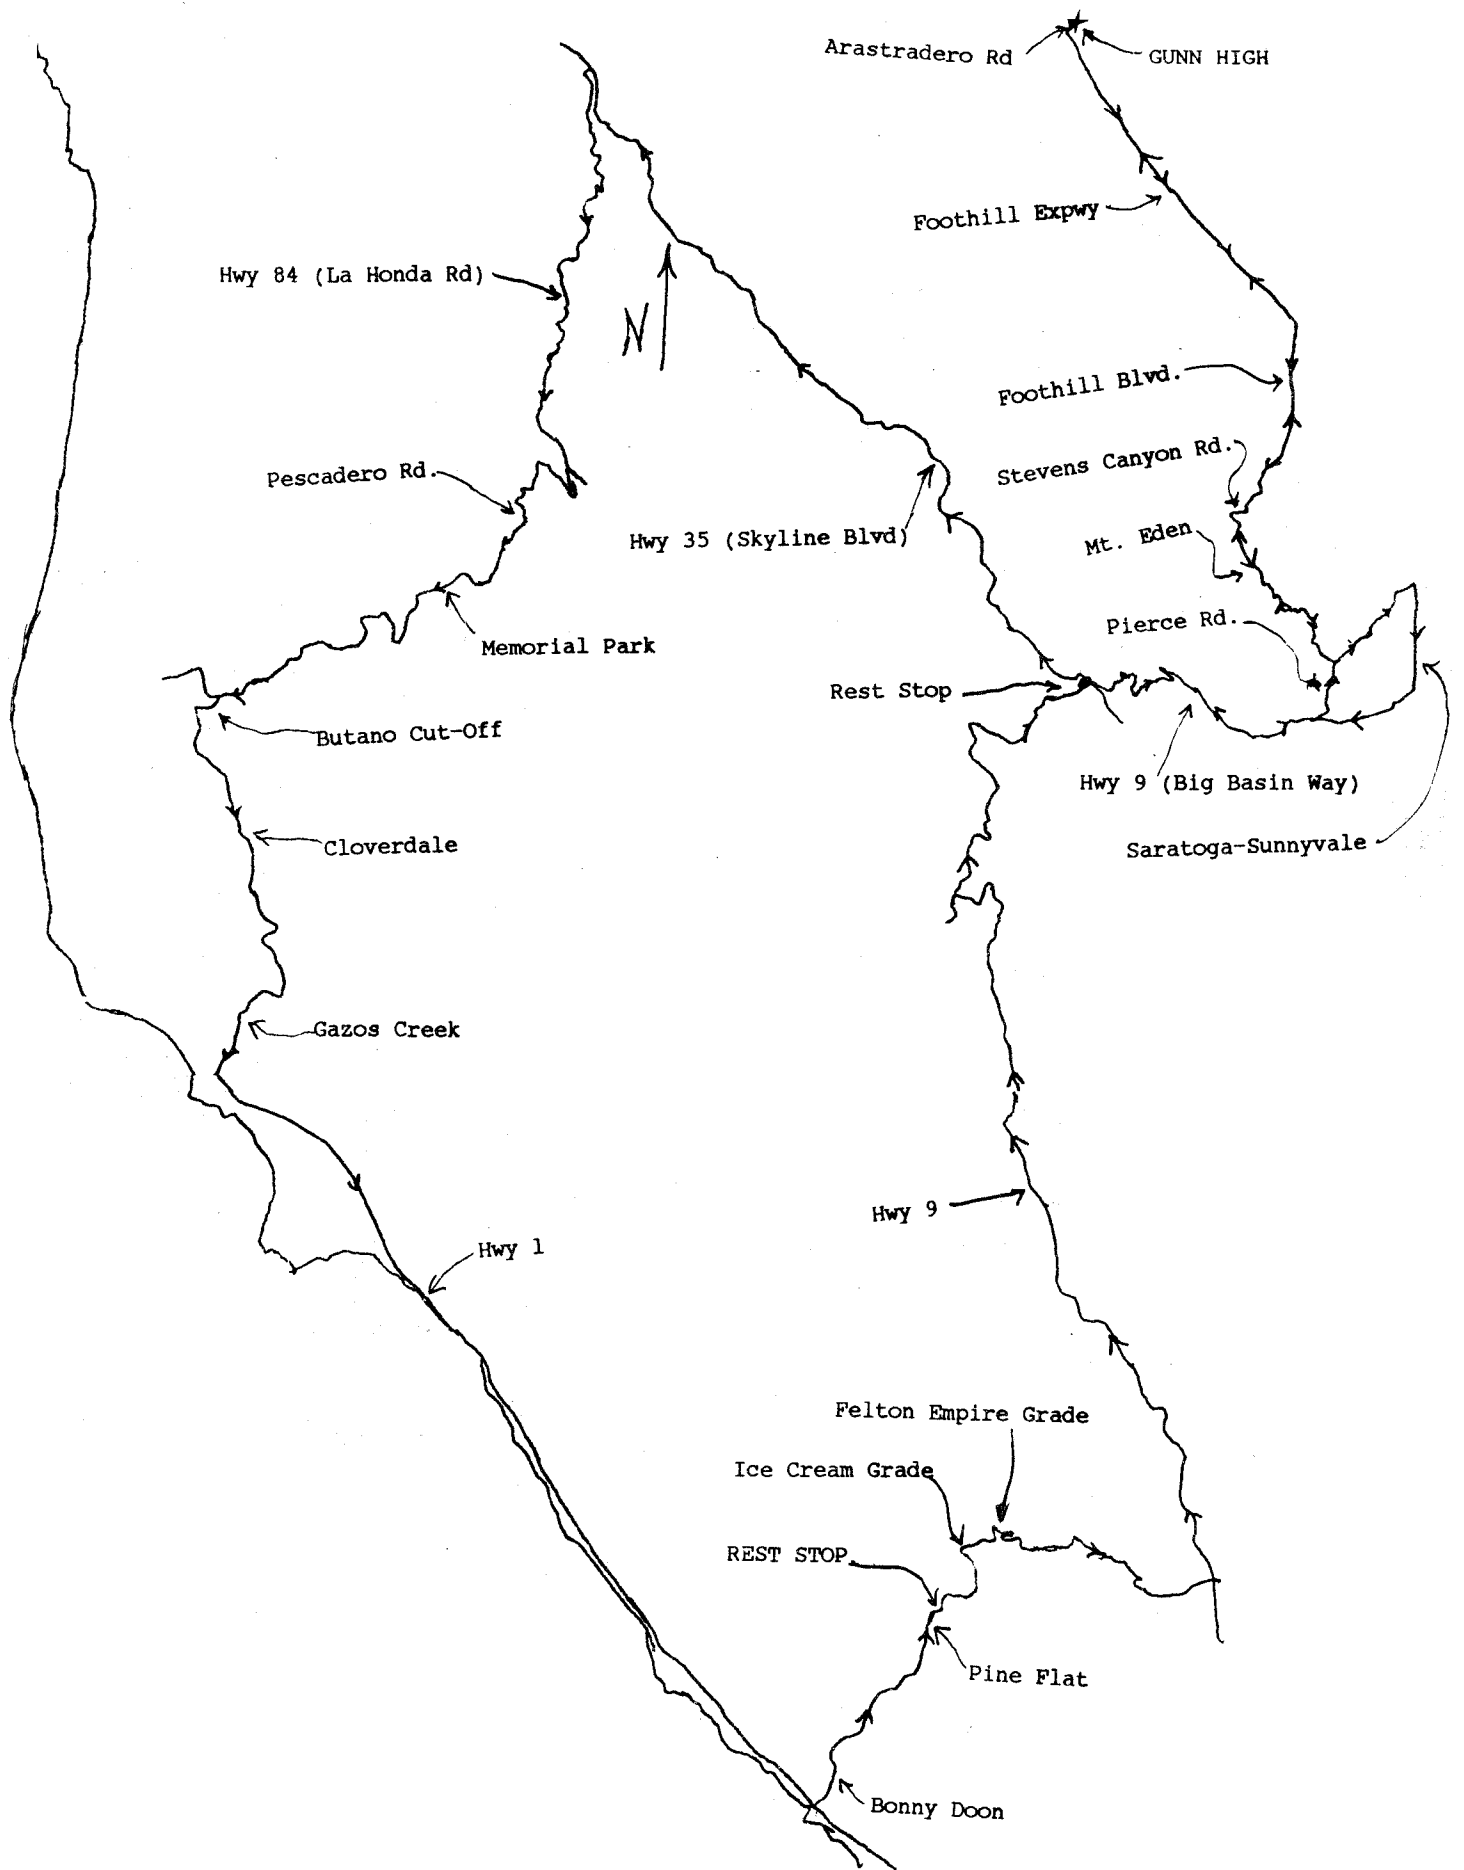 Arastradero Rd
GUNN HIGH
Foothill Expwy
Hwy 84 (La Honda Rd)
N
Foothill Blvd.
Stevens Canyon Rd.
Pescadero Rd.
Hwy 35 (Skyline Blvd)
Mt. Eden
Pierce Rd.
Memorial Park
Rest Stop
Butano Cut-Off
Hwy 9 (Big Basin Way)
Cloverdale
Saratoga-Sunnyvale
Gazos Creek
Hwy 9
Hwy 1
Felton Empire Grade
Ice Cream Grade
REST STOP
Pine Flat
Bonny Doon